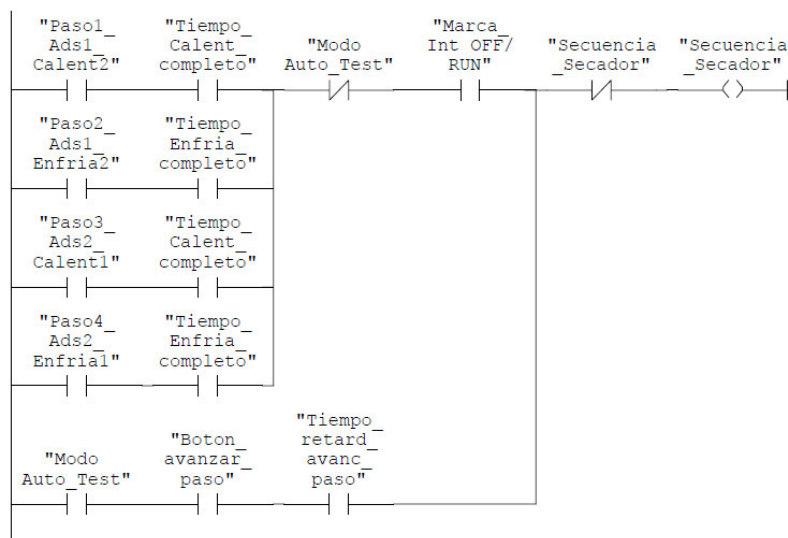 "Paso1_
Ads1_
Calent2"
"Tiempo_
Calent_
completo"
"Modo
Auto_Test"
"Marca_
Int OFF/
RUN"
"Secuencia
_Secador"
"Secuencia
_Secador"
"Paso2_
Ads1_
Enfria2"
"Tiempo_
Enfria_
completo"
"Paso3_
Ads2_
Calent1"
"Tiempo_
Calent_
completo"
"Paso4_
Ads2_
Enfria1"
"Tiempo_
Enfria_
completo"
"Modo
Auto_Test"
"Boton_
avanzar_
paso"
"Tiempo_
retard_
avanc_
paso"